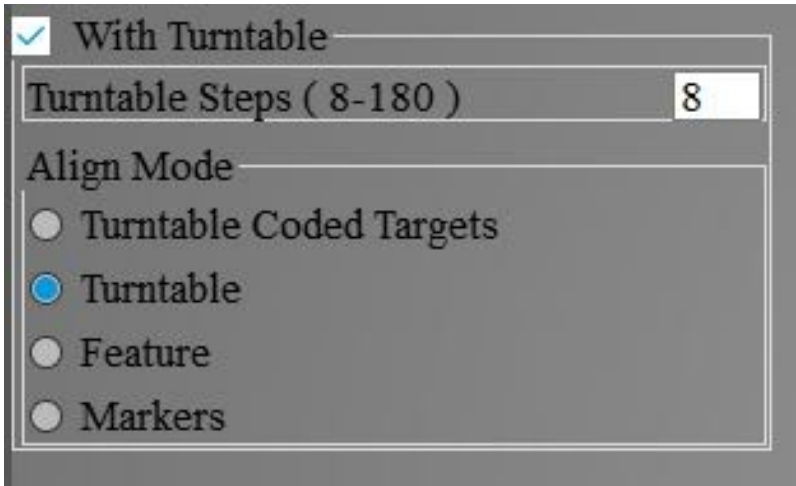 With Turntable
Turntable Steps ( 8-180 ) 8
Align Mode
Turntable Coded Targets
Turntable
Feature
Markers